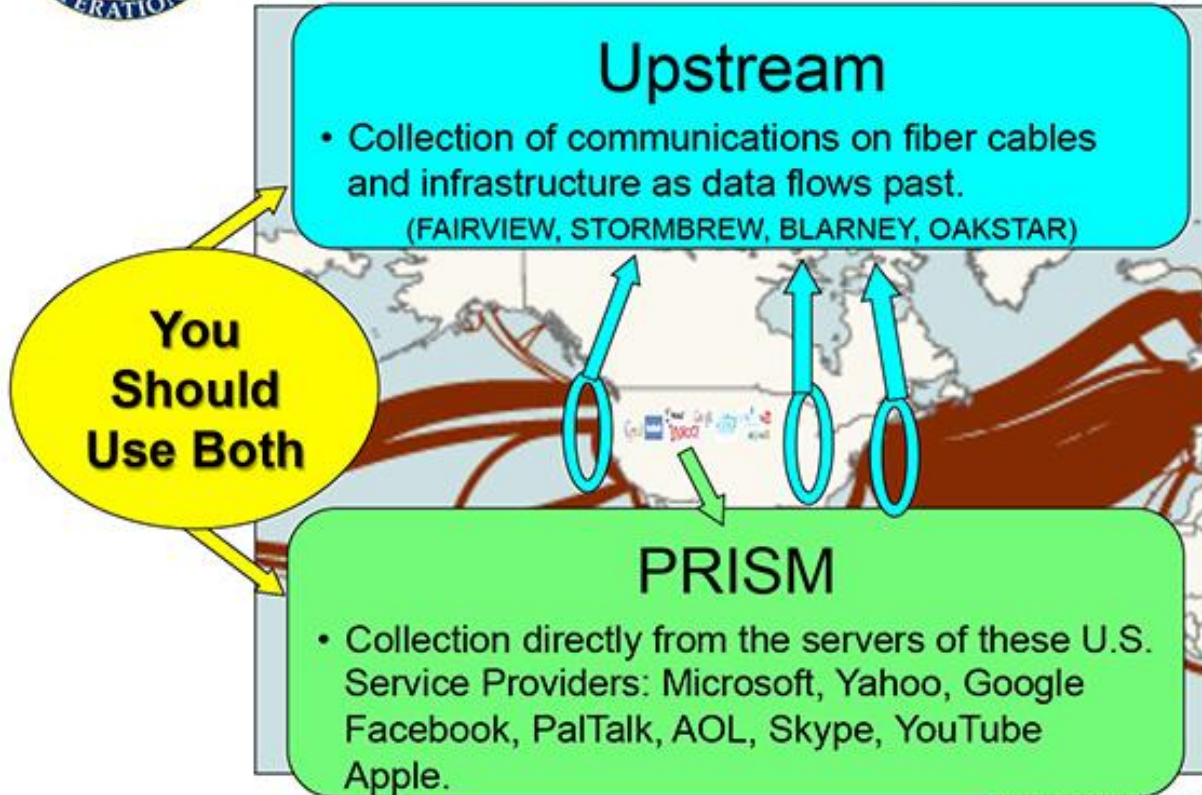 ERATION
Upstream
• Collection of communications on fiber cables
and infrastructure as data flows past.
(FAIRVIEW, STORMBREW, BLARNEY, OAKSTAR)
You
Should
Use Both
PRISM
• Collection directly from the servers of these U.S.
Service Providers: Microsoft, Yahoo, Google
Facebook, PalTalk, AOL, Skype, YouTube
Apple.